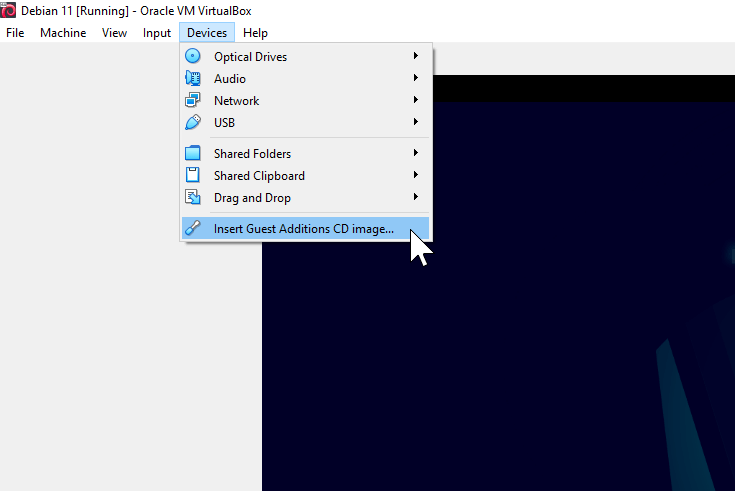 Debian 11 [Running] - Oracle VM VirtualBox
File Machine View Input Devices Help
Optical Drives
Audio
Network
USB
Shared Folders
Shared Clipboard
Drag and Drop
Insert Guest Additions CD image...